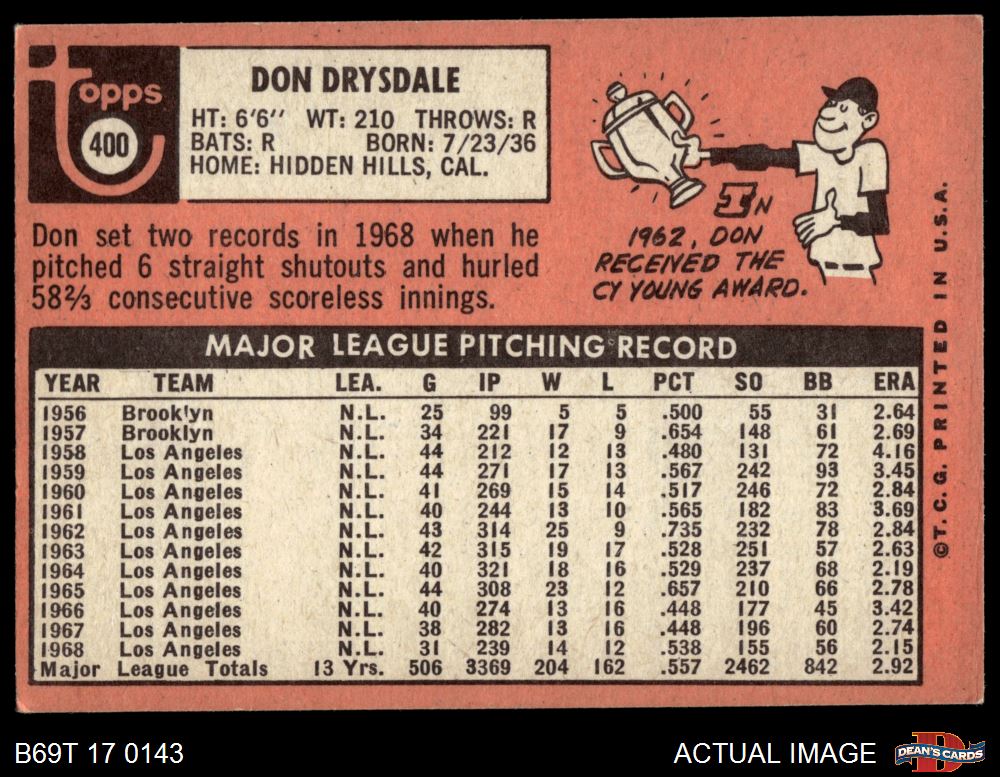 Topps
400
DON DRYSDALE
HT: 6'6" WT: 210 THROWS: R
BATS: R BORN: 7/23/36
HOME: HIDDEN HILLS, CAL.
Don set two records in 1968 when he
pitched 6 straight shutouts and hurled
58⅔ consecutive scoreless innings.
IN
1962, DON
RECEIVED THE
CY YOUNG AWARD.
MAJOR LEAGUE PITCHING RECORD
YEAR TEAM LEA. G IP W L PCT SO BB ERA
1956 Brooklyn N.L. 25 99 5 5 .500 55 31 2.64
1957 Brooklyn N.L. 34 221 17 9 .654 148 61 2.69
1958 Los Angeles N.L. 44 212 12 13 .480 131 72 4.16
1959 Los Angeles N.L. 44 271 17 13 .567 242 93 3.45
1960 Los Angeles N.L. 41 269 15 14 .517 246 72 2.84
1961 Los Angeles N.L. 40 244 13 10 .565 182 83 3.69
1962 Los Angeles N.L. 43 314 25 9 .735 232 78 2.84
1963 Los Angeles N.L. 42 315 19 17 .528 251 57 2.63
1964 Los Angeles N.L. 40 321 18 16 .529 237 68 2.19
1965 Los Angeles N.L. 44 308 23 12 .657 210 66 2.78
1966 Los Angeles N.L. 40 274 13 16 .448 177 45 3.42
1967 Los Angeles N.L. 38 282 13 16 .448 196 60 2.74
1968 Los Angeles N.L. 31 239 14 12 .538 155 56 2.15
Major League Totals 13 Yrs. 506 3369 204 162 .557 2462 842 2.92
©T.C.G. PRINTED IN U.S.A.
B69T 17 0143
ACTUAL IMAGE
D
DEAN'S CARDS